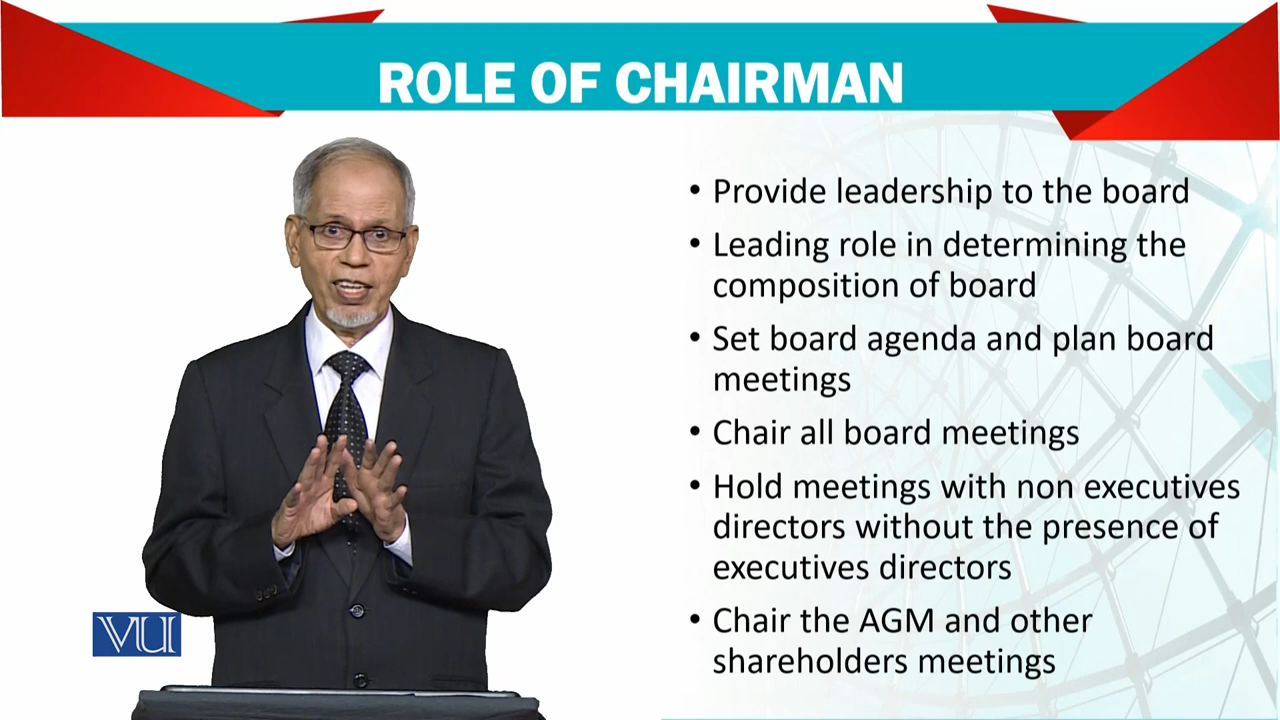 ROLE OF CHAIRMAN
• Provide leadership to the board
• Leading role in determining the
composition of board
• Set board agenda and plan board
meetings
• Chair all board meetings
• Hold meetings with non executives
directors without the presence of
executives directors
• Chair the AGM and other
shareholders meetings
VU